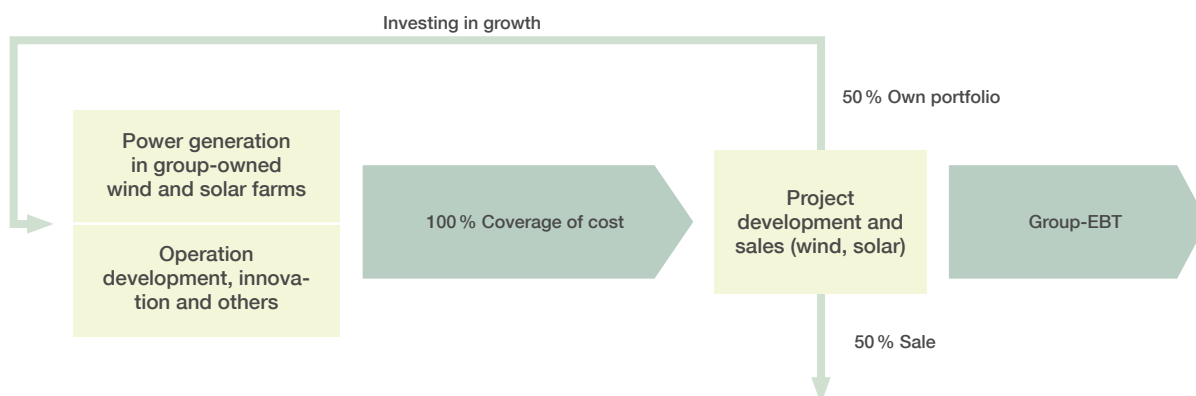 Investing in growth
50 % Own portfolio
Power generation
in group-owned
wind and solar farms
Operation
development, innova-
tion and others
100 % Coverage of cost
Project
development and
sales (wind, solar)
Group-EBT
50 % Sale